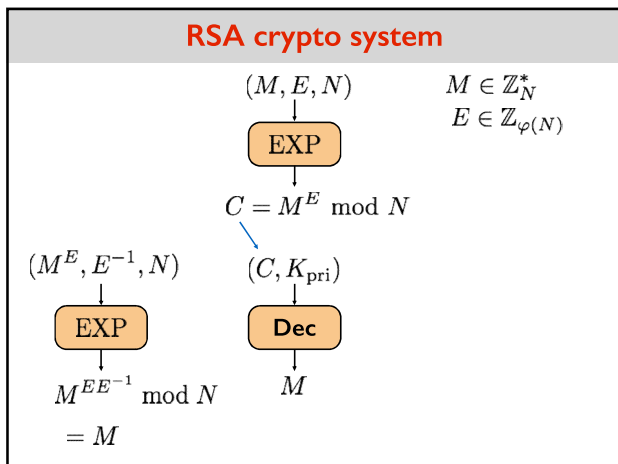 RSA crypto system
(M, E, N)
M ∈ ℤ*_N
E ∈ ℤ_φ(N)
EXP
C = M^E mod N
(M^E, E^{-1}, N)
(C, K_pri)
EXP
Dec
M^{EE^{-1}} mod N
M
= M